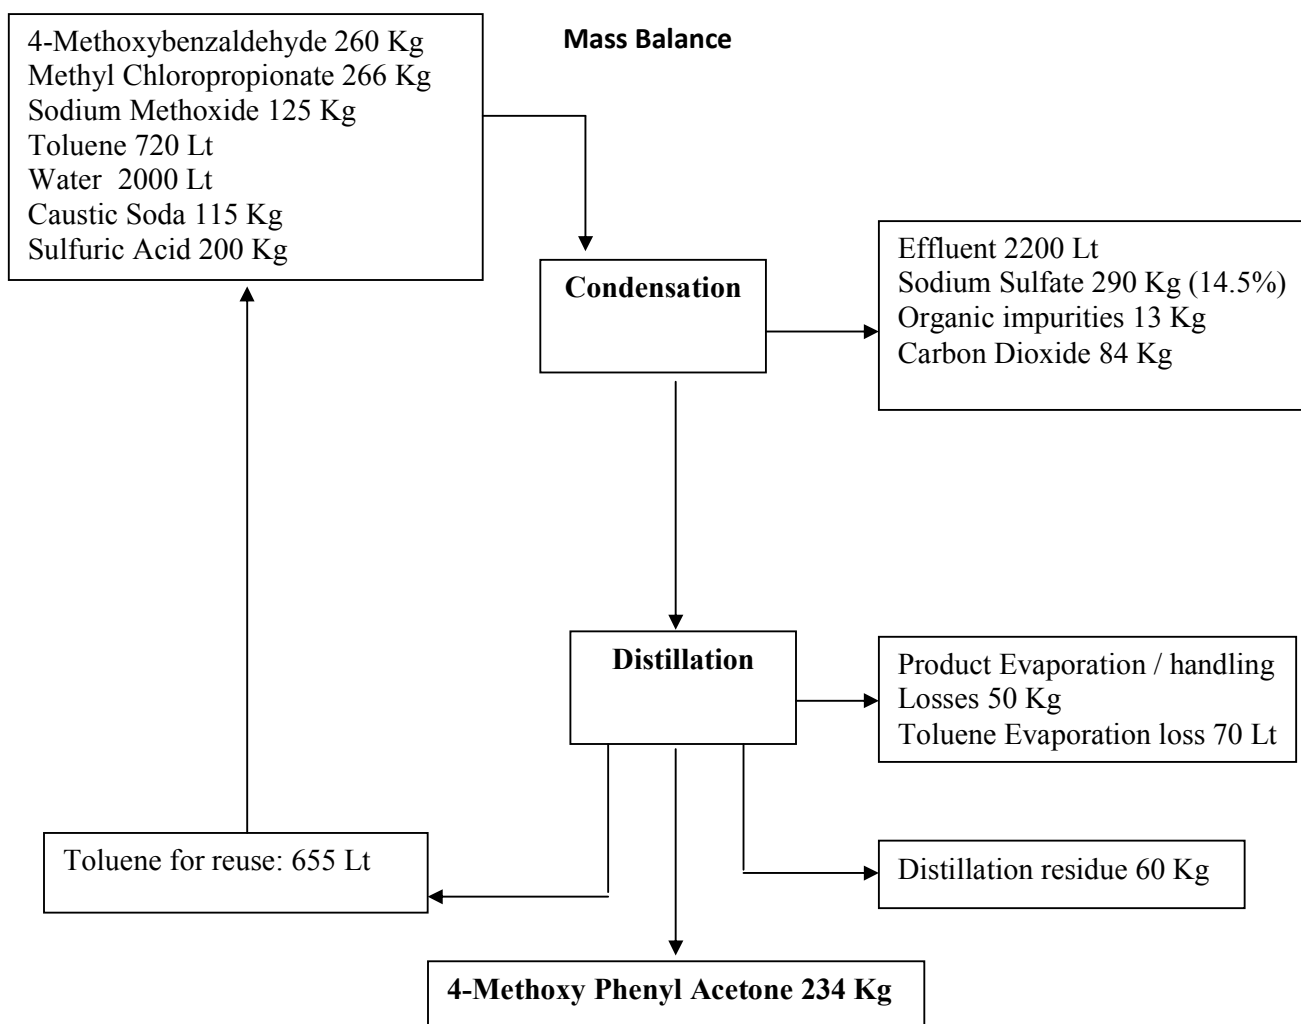 Mass Balance
4-Methoxybenzaldehyde 260 Kg
Methyl Chloropropionate 266 Kg
Sodium Methoxide 125 Kg
Toluene 720 Lt
Water 2000 Lt
Caustic Soda 115 Kg
Sulfuric Acid 200 Kg
Condensation
Effluent 2200 Lt
Sodium Sulfate 290 Kg (14.5%)
Organic impurities 13 Kg
Carbon Dioxide 84 Kg
Distillation
Product Evaporation / handling
Losses 50 Kg
Toluene Evaporation loss 70 Lt
Toluene for reuse: 655 Lt
Distillation residue 60 Kg
4-Methoxy Phenyl Acetone 234 Kg